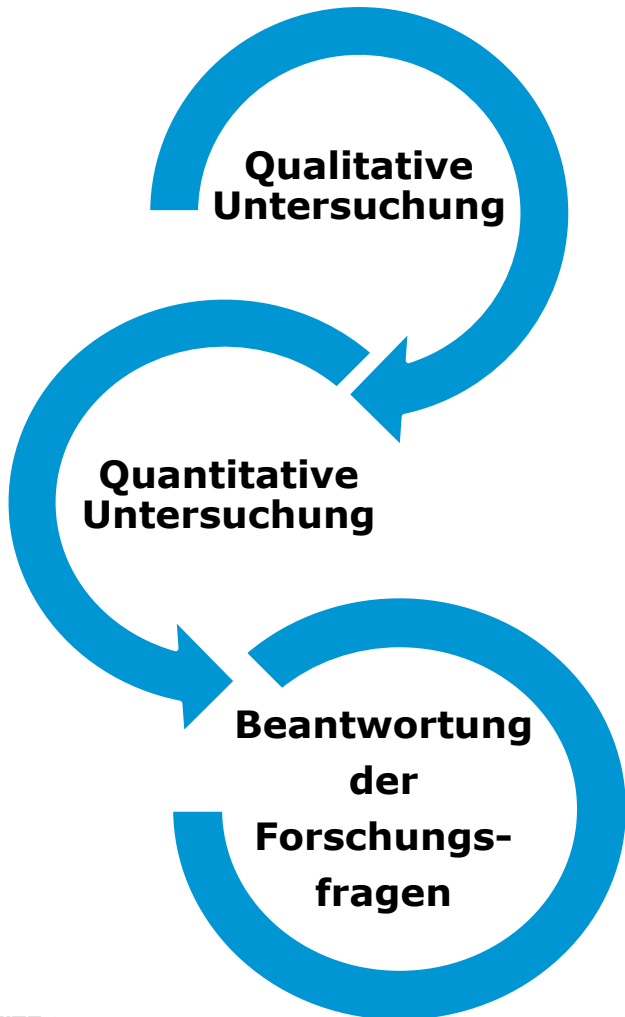 Qualitative
Untersuchung
Quantitative
Untersuchung
Beantwortung
der
Forschungs-
fragen